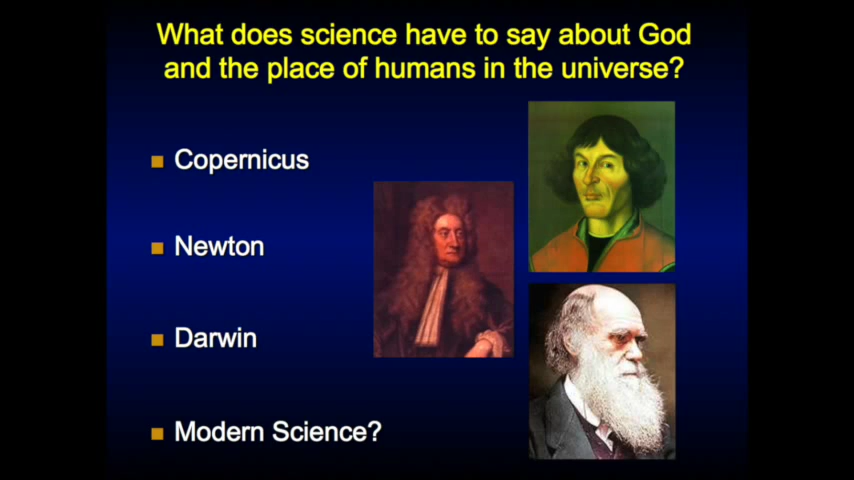 What does science have to say about God
and the place of humans in the universe?
Copernicus
Newton
Darwin
Modern Science?